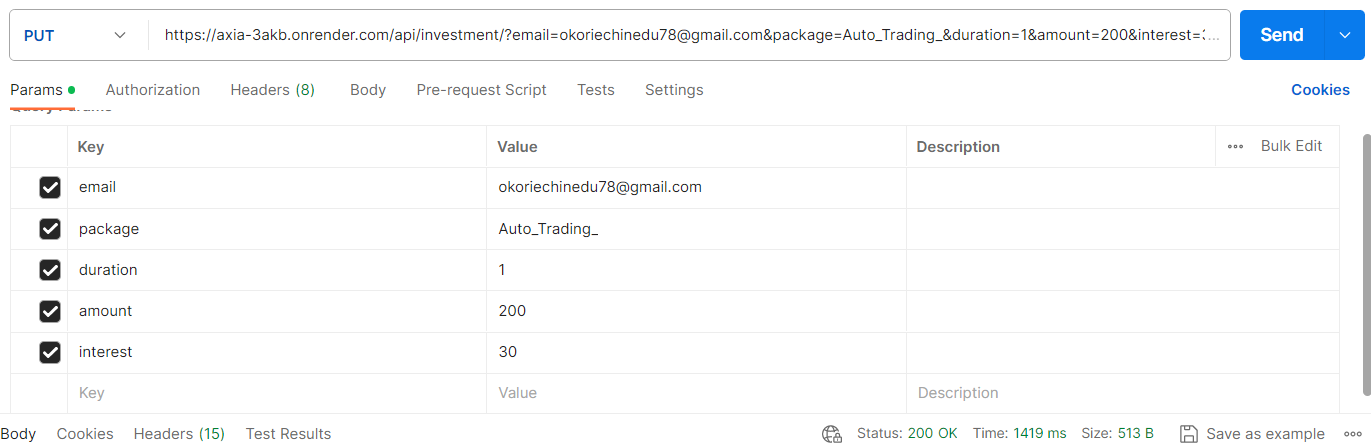 PUT https://axia-3akb.onrender.com/api/investment/?email=okoriechinedu78@gmail.com&package=Auto_Trading_&duration=1&amount=200&interest=... Send
Params Authorization Headers (8) Body Pre-request Script Tests Settings Cookies
Query Params
Key Value Description Bulk Edit
email okoriechinedu78@gmail.com
package Auto_Trading_
duration 1
amount 200
interest 30
Key Value Description
Body Cookies Headers (15) Test Results Status: 200 OK Time: 1419 ms Size: 513 B Save as example